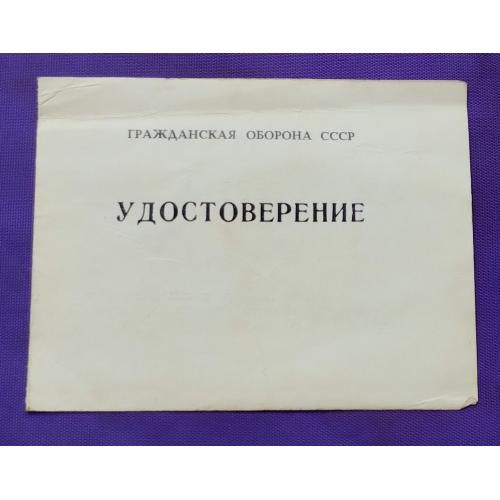 ГРАЖДАНСКАЯ ОБОРОНА СССР
УДОСТОВЕРЕНИЕ